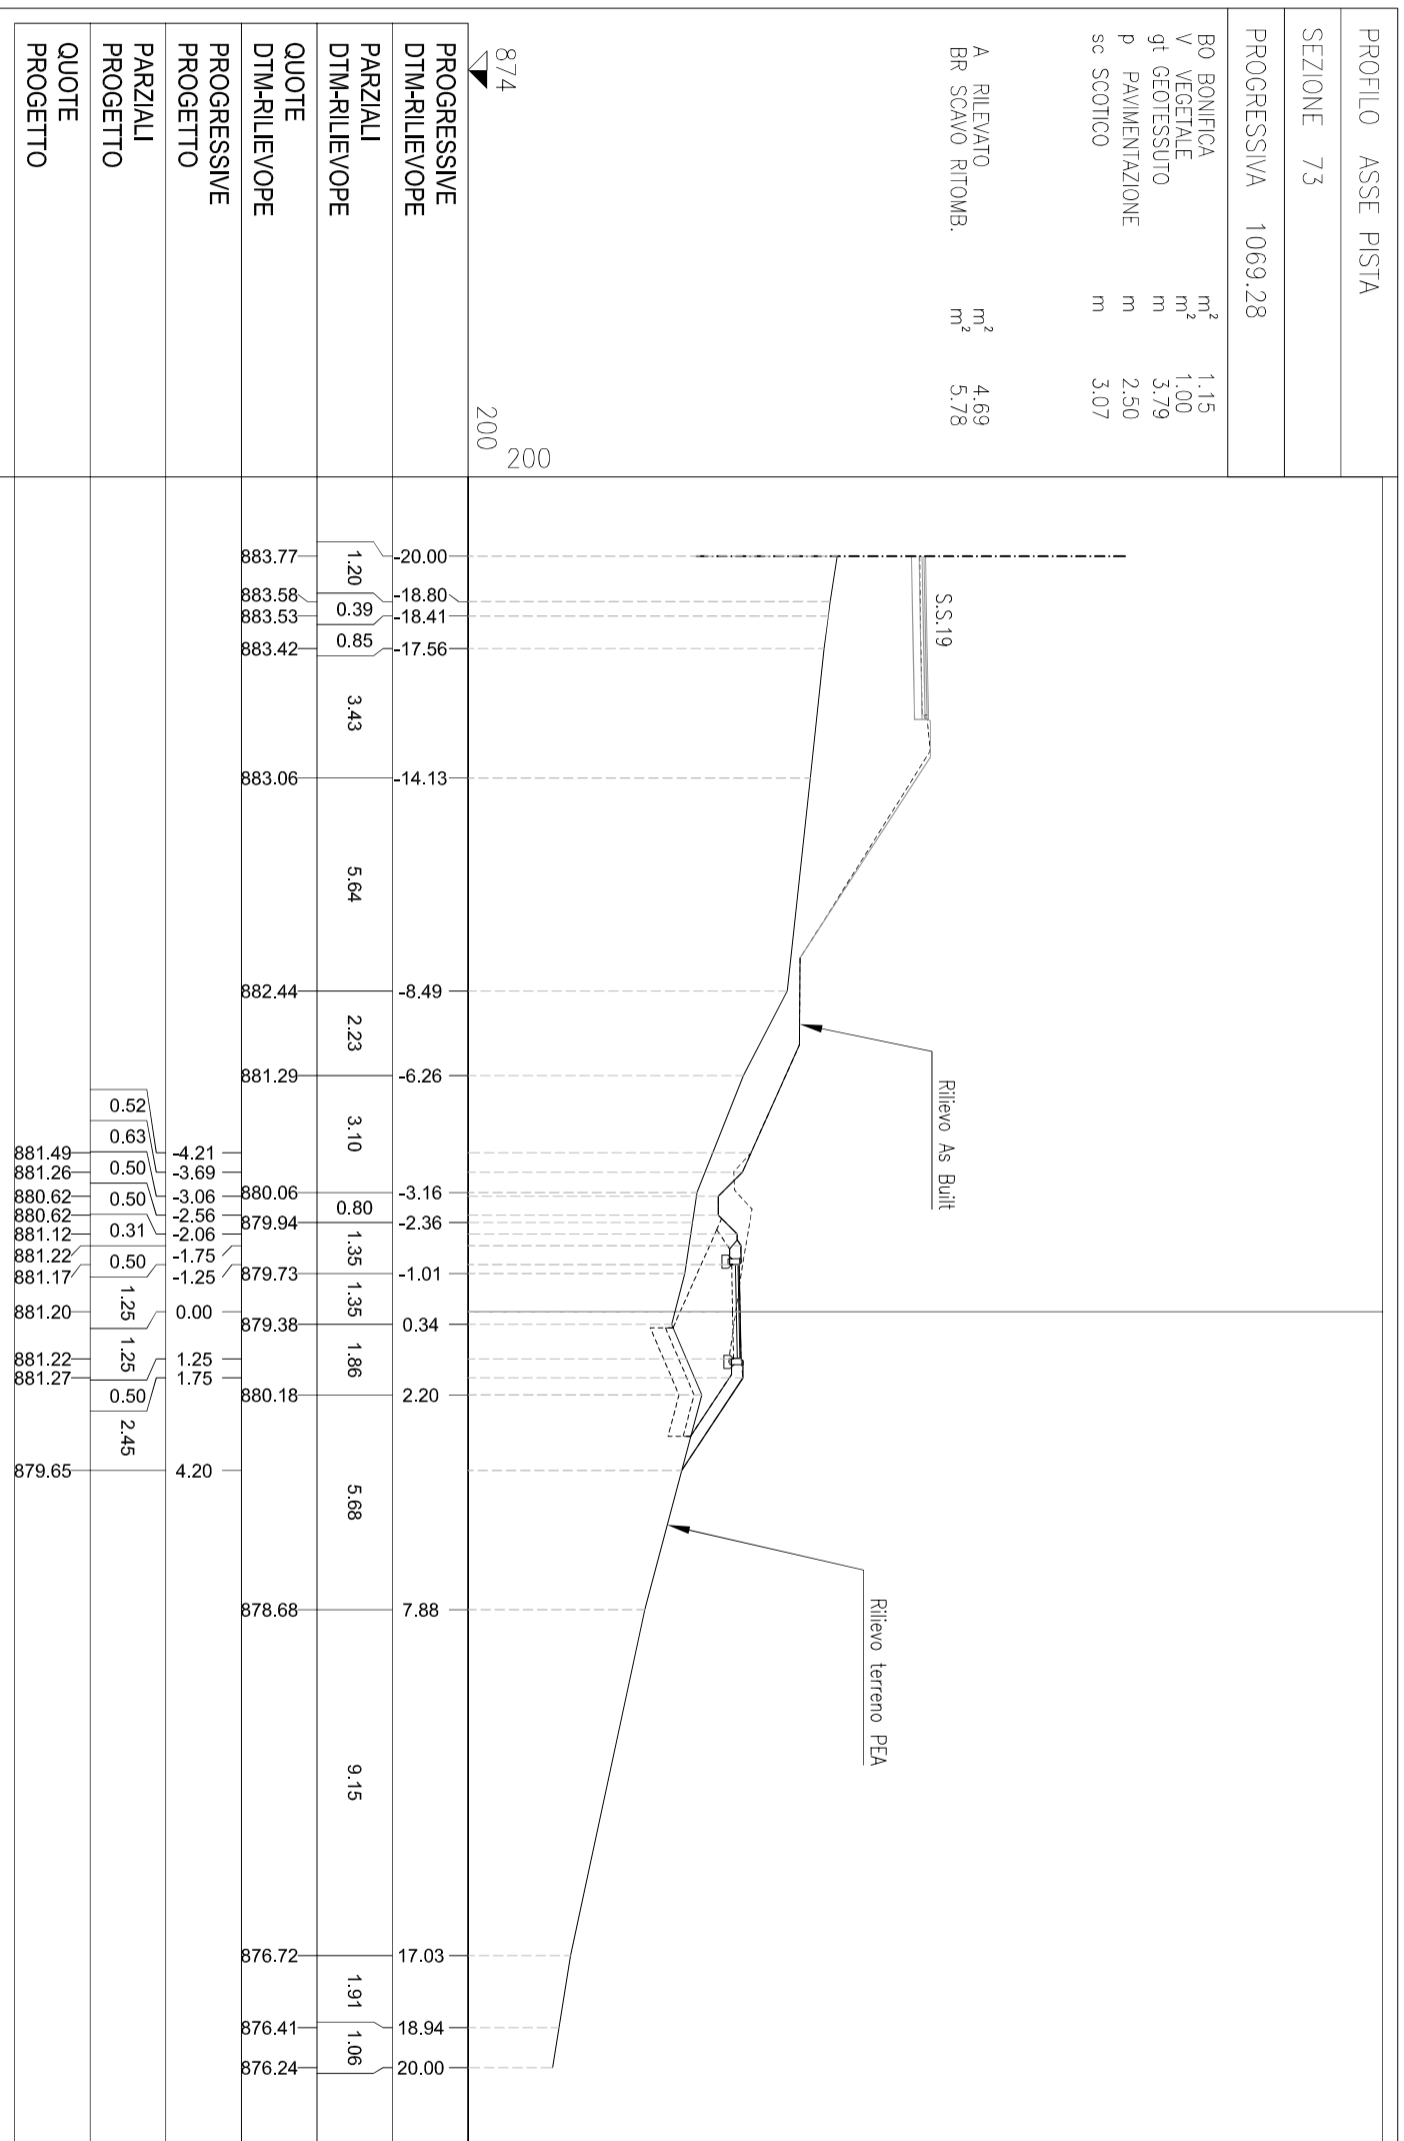 PROFILO ASSE PISTA
SEZIONE 73
PROGRESSIVA 1069.28
BO BONIFICA m² 1.15
V VEGETALE m² 1.00
gt GEOTESSUTO m 3.79
p PAVIMENTAZIONE m 2.50
sc SCOTICO m 3.07
A RILEVATO m² 4.69
BR SCAVO RITOMB. m² 5.78
S.S.19
Rilievo As Built
Rilievo terreno PEA
200
200
874
PROGRESSIVE
DTM-RILIEVOPE
-20.00 -18.80 -18.41 -17.56 -14.13 -8.49 -6.26 -3.16 -2.36 -1.01 0.34 2.20 7.88 17.03 18.94 20.00
PARZIALI
DTM-RILIEVOPE
1.20 0.39 0.85 3.43 5.64 2.23 3.10 0.80 1.35 1.35 1.86 5.68 9.15 1.91 1.06
QUOTE
DTM-RILIEVOPE
883.77 883.58 883.53 883.42 883.06 882.44 881.29 880.06 879.94 879.73 879.38 880.18 878.68 876.72 876.41 876.24
PROGRESSIVE
PROGETTO
-4.21 -3.69 -3.06 -2.56 -2.06 -1.75 -1.25 0.00 1.25 1.75 4.20
PARZIALI
PROGETTO
0.52 0.63 0.50 0.50 0.31 0.50 1.25 1.25 0.50 2.45
QUOTE
PROGETTO
881.49 881.26 880.62 880.62 881.12 881.22 881.17 881.20 881.22 881.27 879.65